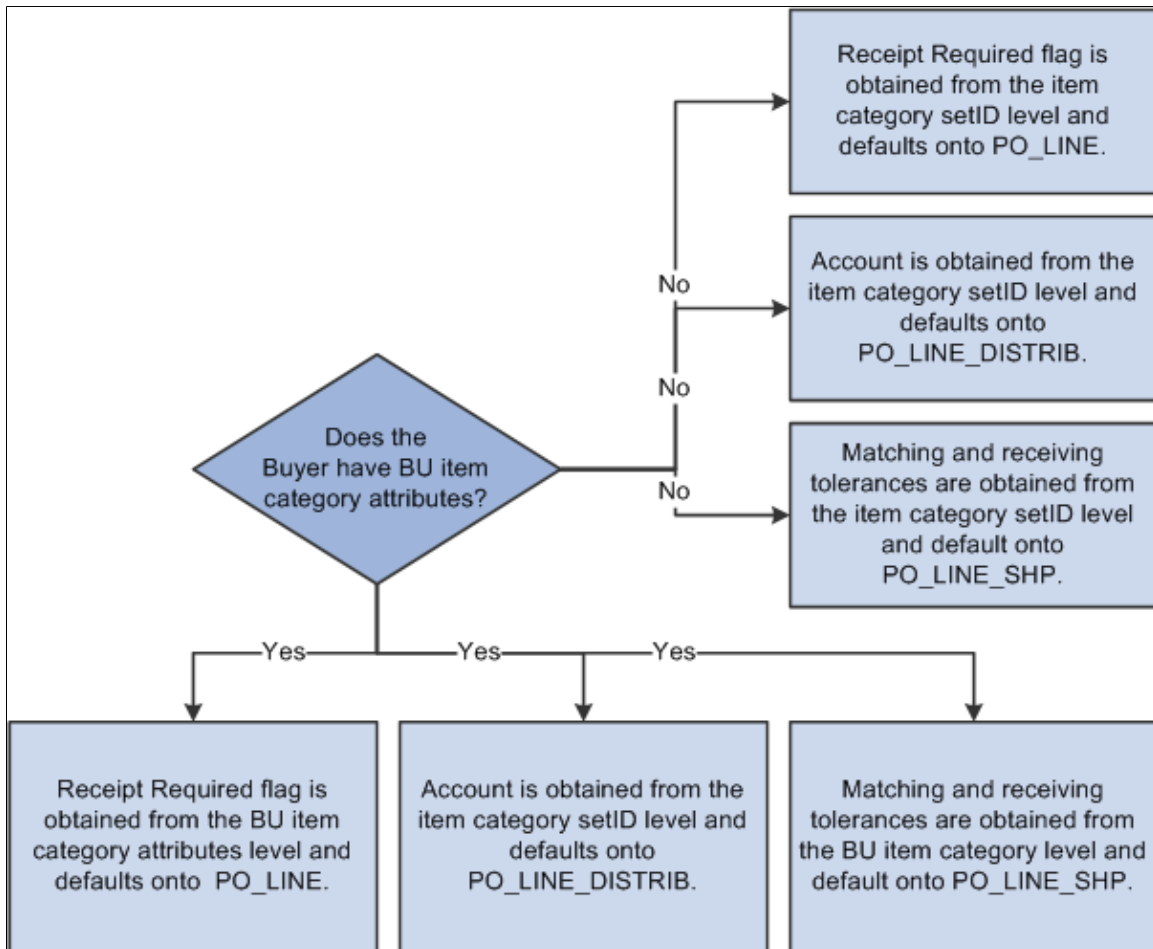 Receipt Required flag is
obtained from the item
category setID level and
defaults onto PO_LINE.
No
Account is obtained from the
item category setID level and
defaults onto
PO_LINE_DISTRIB.
No
Does the
Buyer have BU item
category attributes?
Matching and receiving
tolerances are obtained from
the item category setID level
and default onto
PO_LINE_SHP.
No
Yes
Yes
Yes
Receipt Required flag is
obtained from the BU item
category attributes level and
defaults onto PO_LINE.
Account is obtained from the
item category setID level and
defaults onto
PO_LINE_DISTRIB.
Matching and receiving
tolerances are obtained from
the BU item category level and
default onto PO_LINE_SHP.